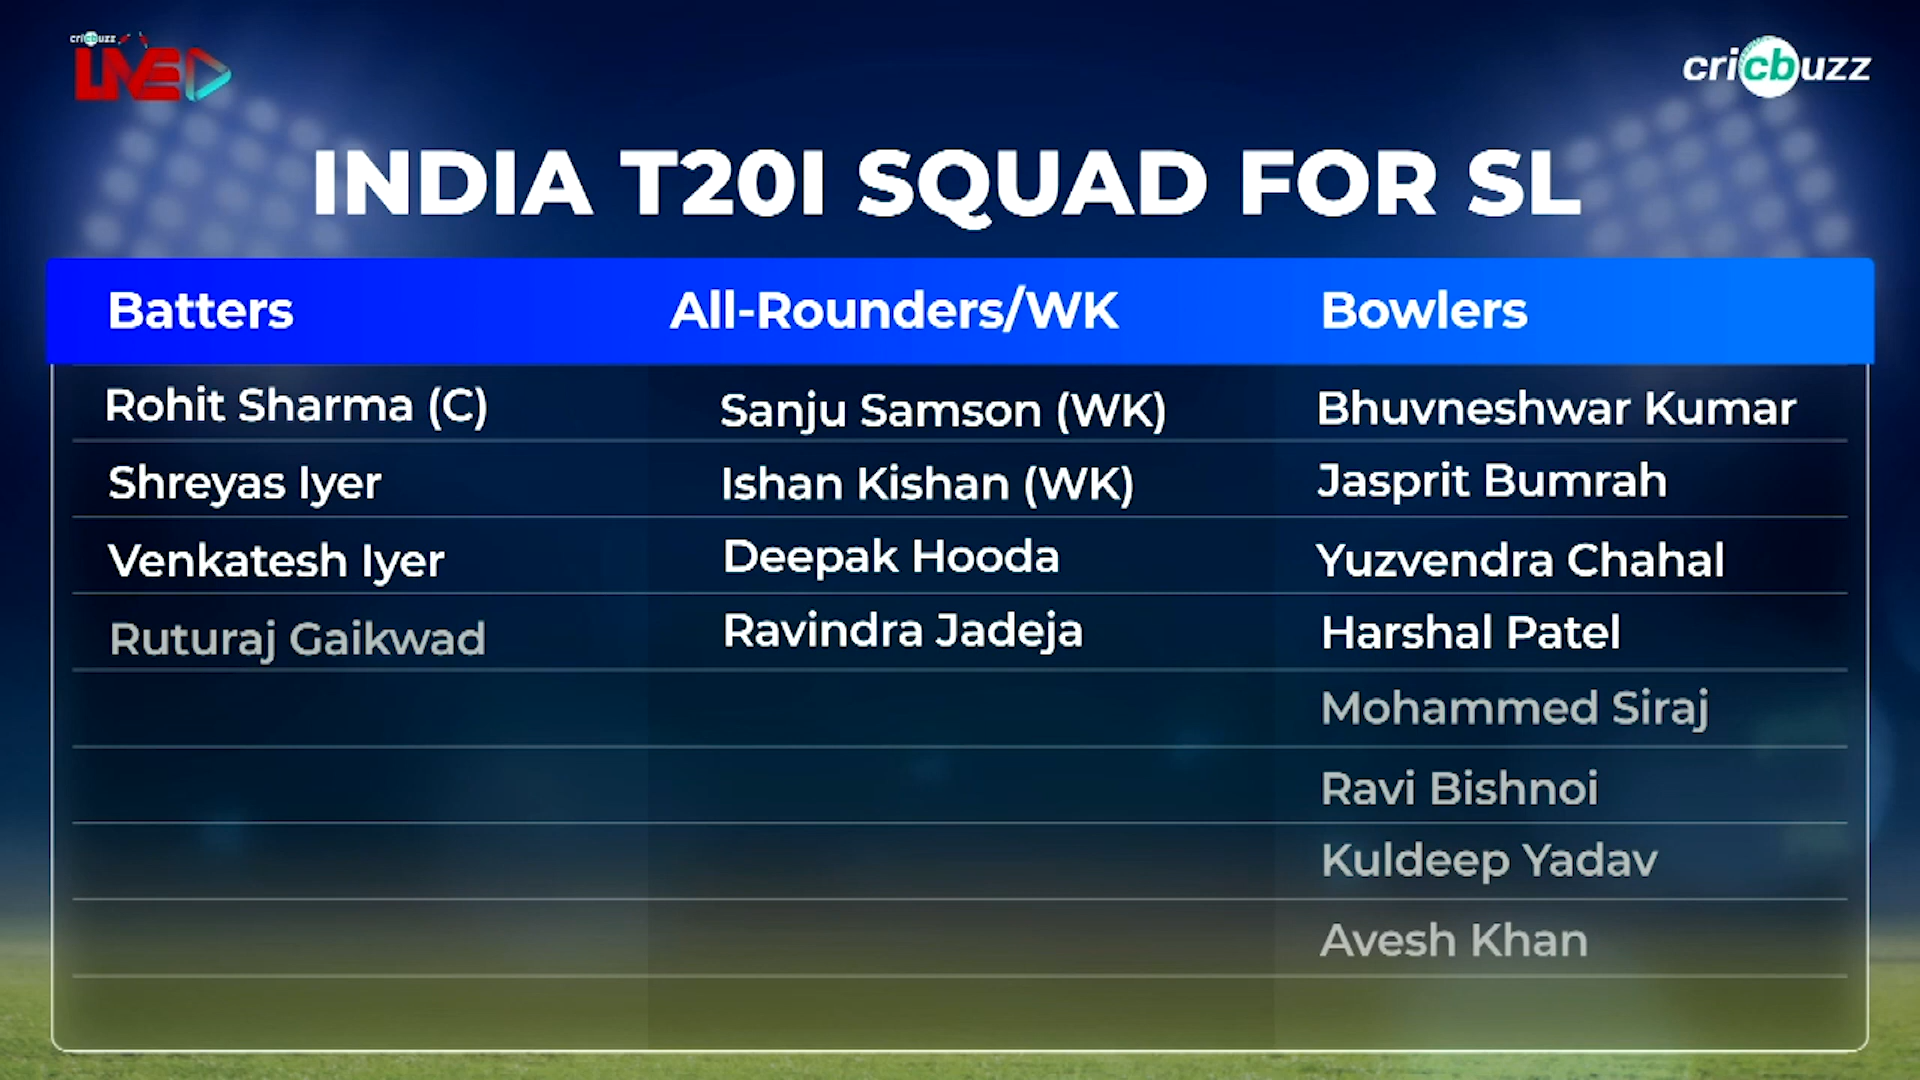 cricbuzz
LIVE
cricbuzz
INDIA T20I SQUAD FOR SL
Batters All-Rounders/WK Bowlers
Rohit Sharma (C) Sanju Samson (WK) Bhuvneshwar Kumar
Shreyas Iyer Ishan Kishan (WK) Jasprit Bumrah
Venkatesh Iyer Deepak Hooda Yuzvendra Chahal
Ruturaj Gaikwad Ravindra Jadeja Harshal Patel
Mohammed Siraj
Ravi Bishnoi
Kuldeep Yadav
Avesh Khan